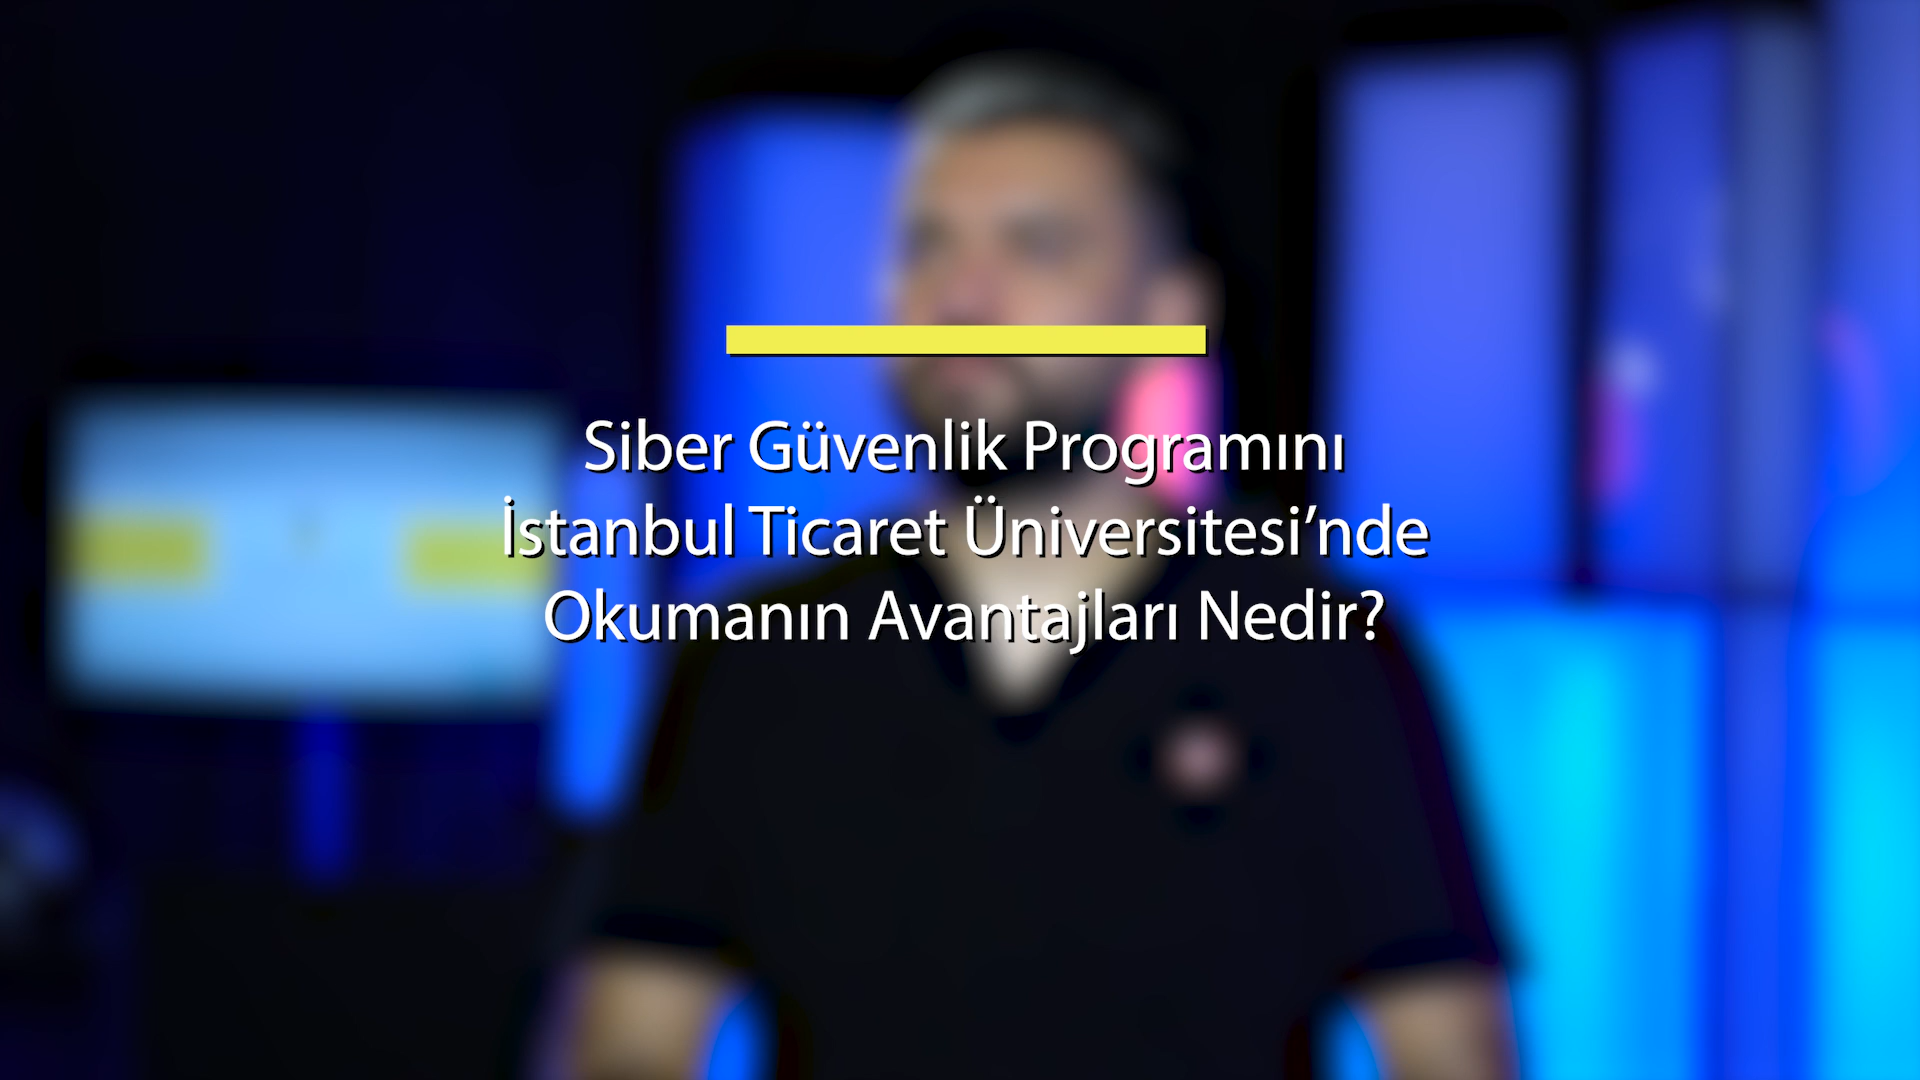 Siber Güvenlik Programını
İstanbul Ticaret Üniversitesi’nde
Okumanın Avantajları Nedir?